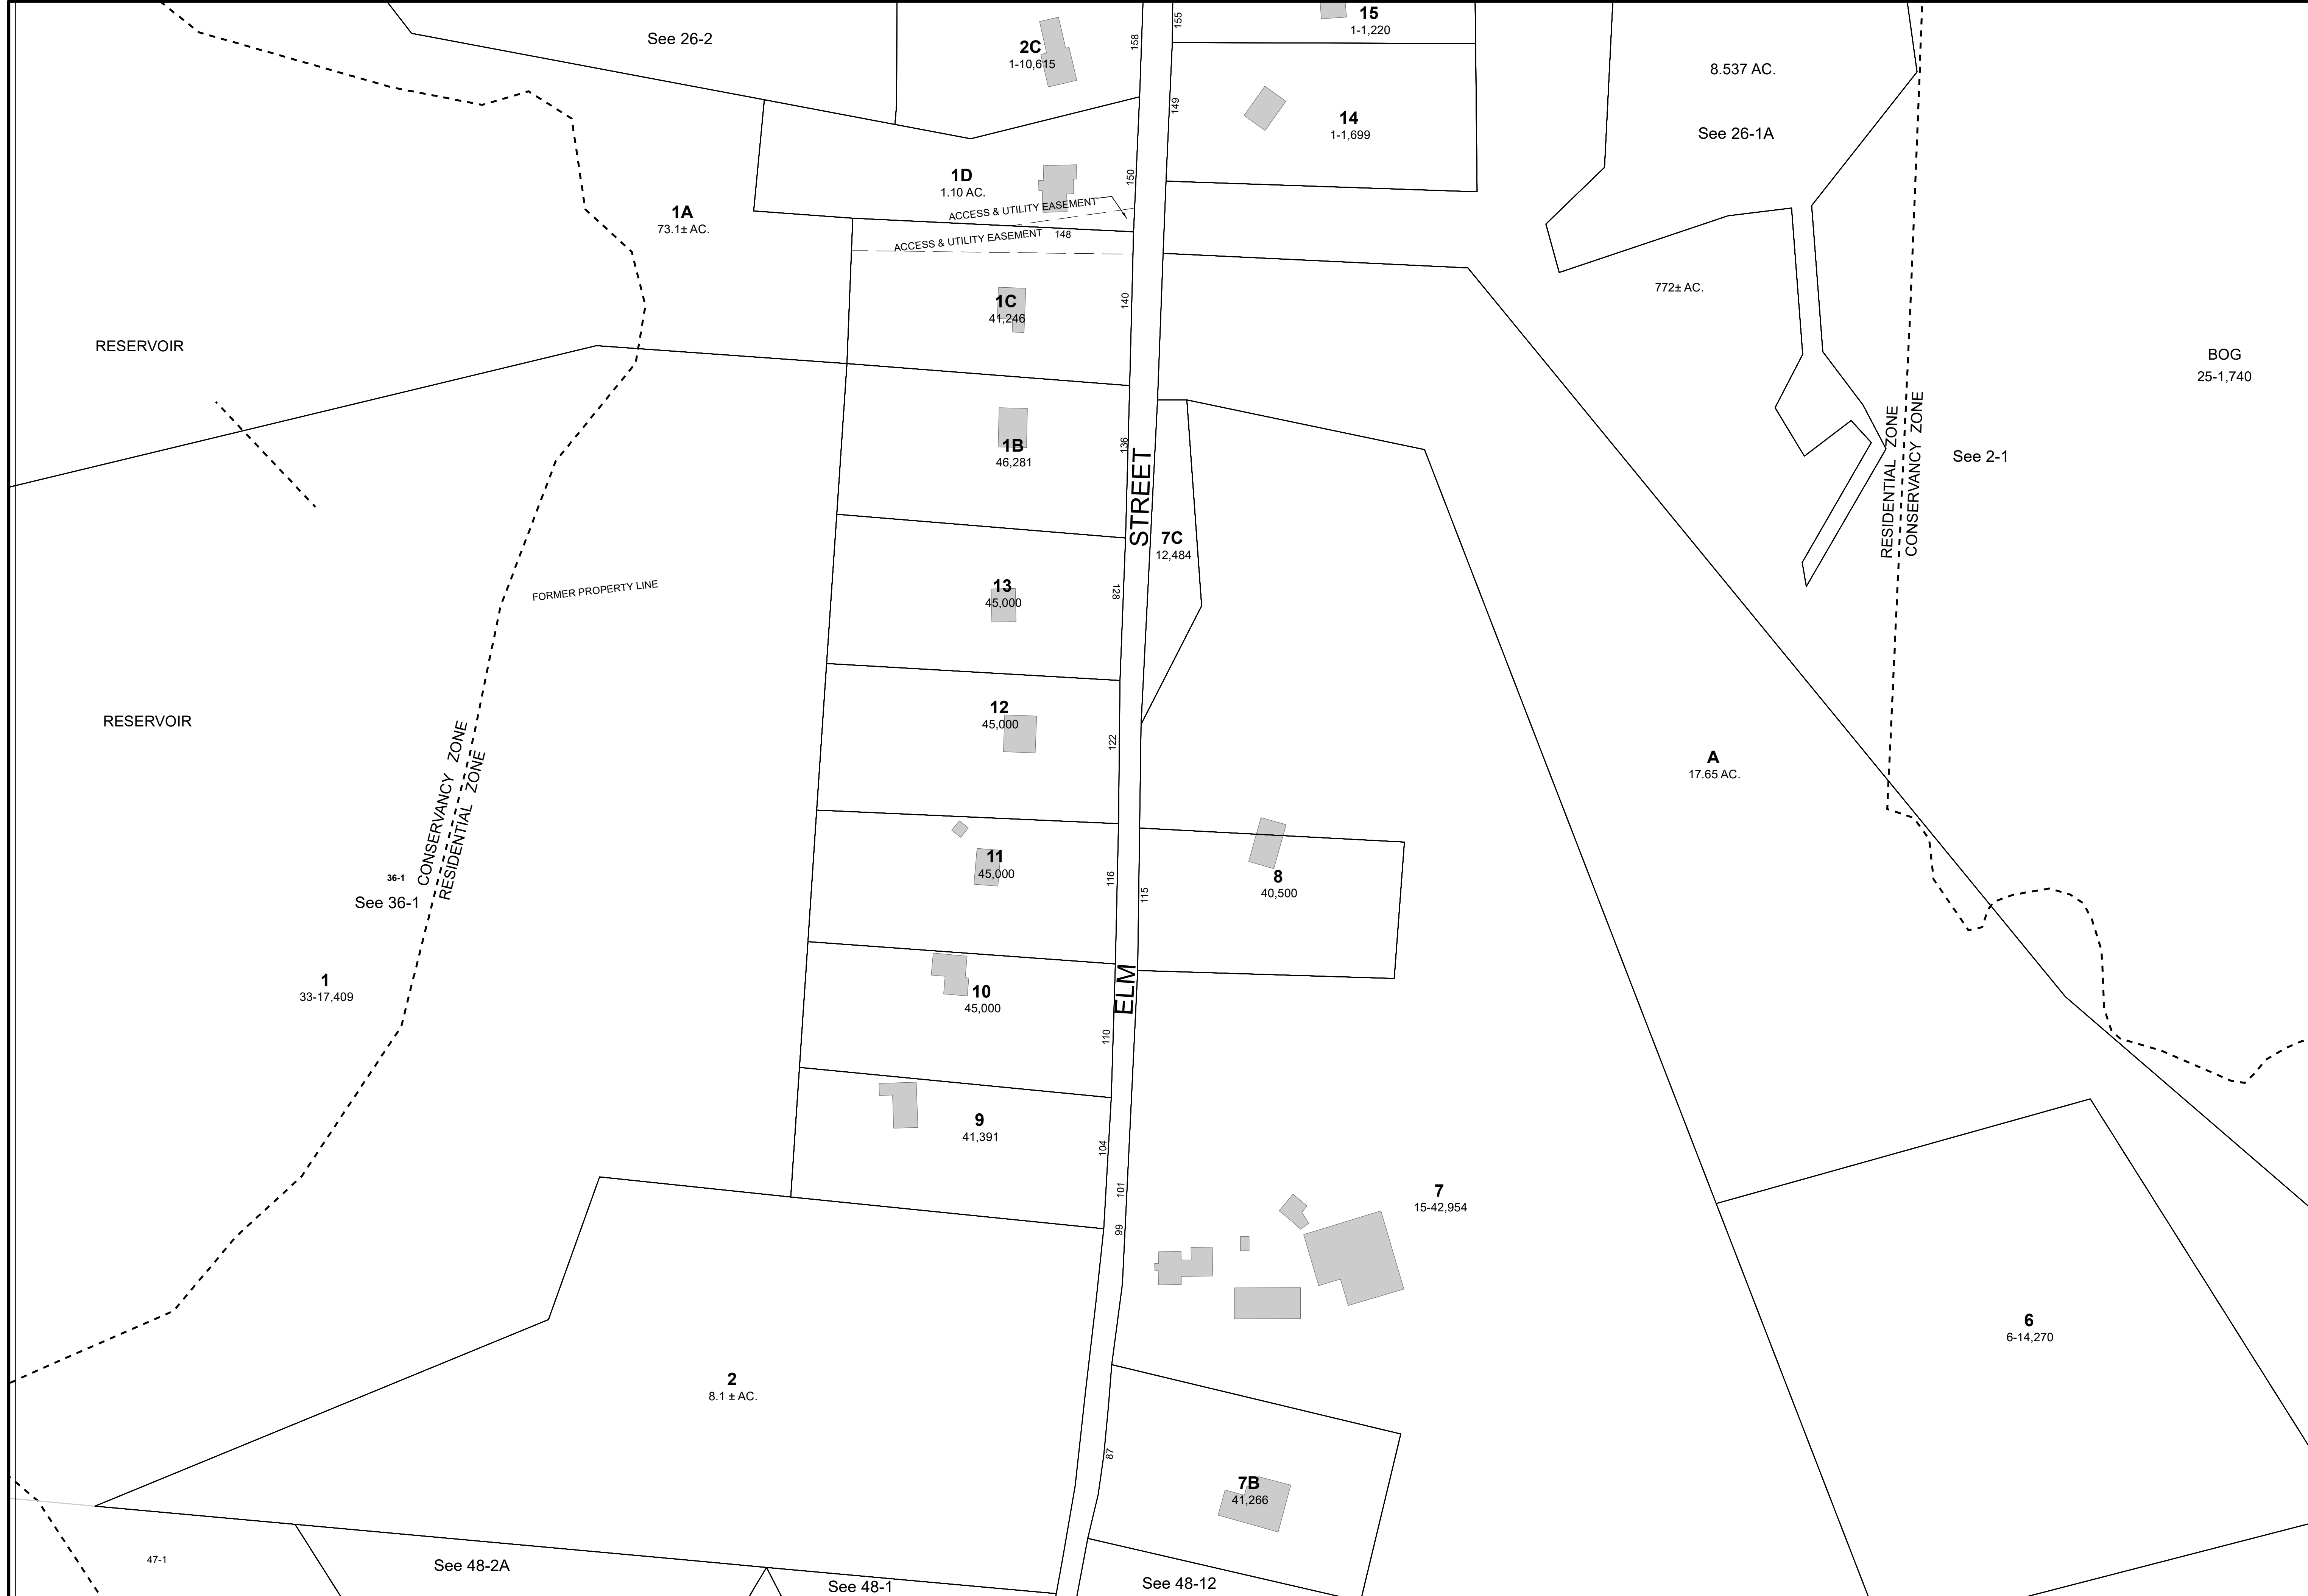 15
1-1,220
155
158
See 26-2
2C
1-10,615
8.537 AC.
149
14
1-1,699
See 26-1A
150
1D
1.10 AC.
ACCESS & UTILITY EASEMENT
1A
73.1± AC.
148
ACCESS & UTILITY EASEMENT
772± AC.
140
1C
41,246
RESERVOIR
BOG
25-1,740
136
1B
46,281
See 2-1
RESIDENTIAL ZONE
CONSERVANCY ZONE
STREET
7C
12,484
13
45,000
128
FORMER PROPERTY LINE
12
45,000
122
RESERVOIR
A
17.65 AC.
CONSERVANCY ZONE
RESIDENTIAL ZONE
11
45,000
116
115
8
40,500
36-1
See 36-1
1
33-17,409
10
45,000
ELM
110
9
41,391
104
101
99
7
15-42,954
6
6-14,270
2
8.1 ± AC.
87
7B
41,266
47-1
See 48-2A
See 48-1
See 48-12